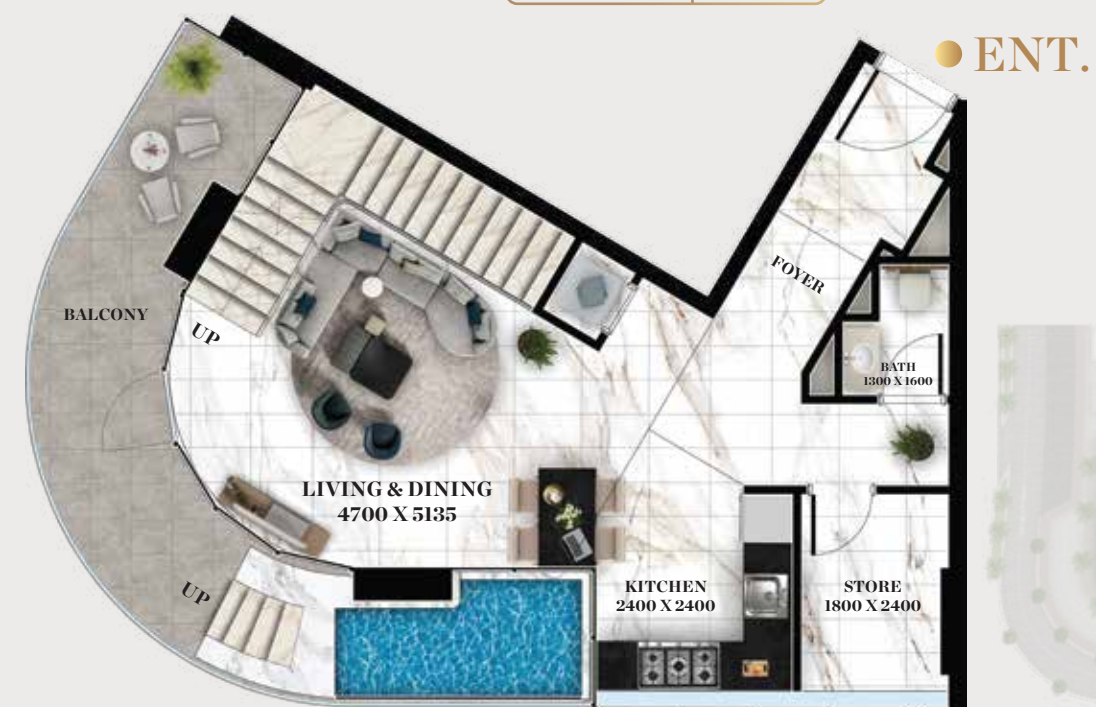 ENT.
FOYER
BALCONY
UP
BATH
1300 X 1600
LIVING & DINING
4700 X 5135
UP
KITCHEN
2400 X 2400
STORE
1800 X 2400